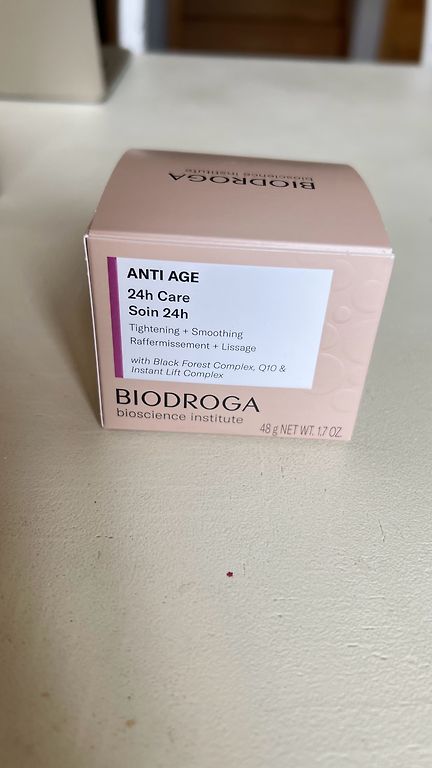 BIODROGA
bioscience institute
ANTI AGE
24h Care
Soin 24h
Tightening + Smoothing
Raffermissement + Lissage
with Black Forest Complex, Q10 &
Instant Lift Complex
BIODROGA
bioscience institute
48 g NET WT. 1.7 OZ.